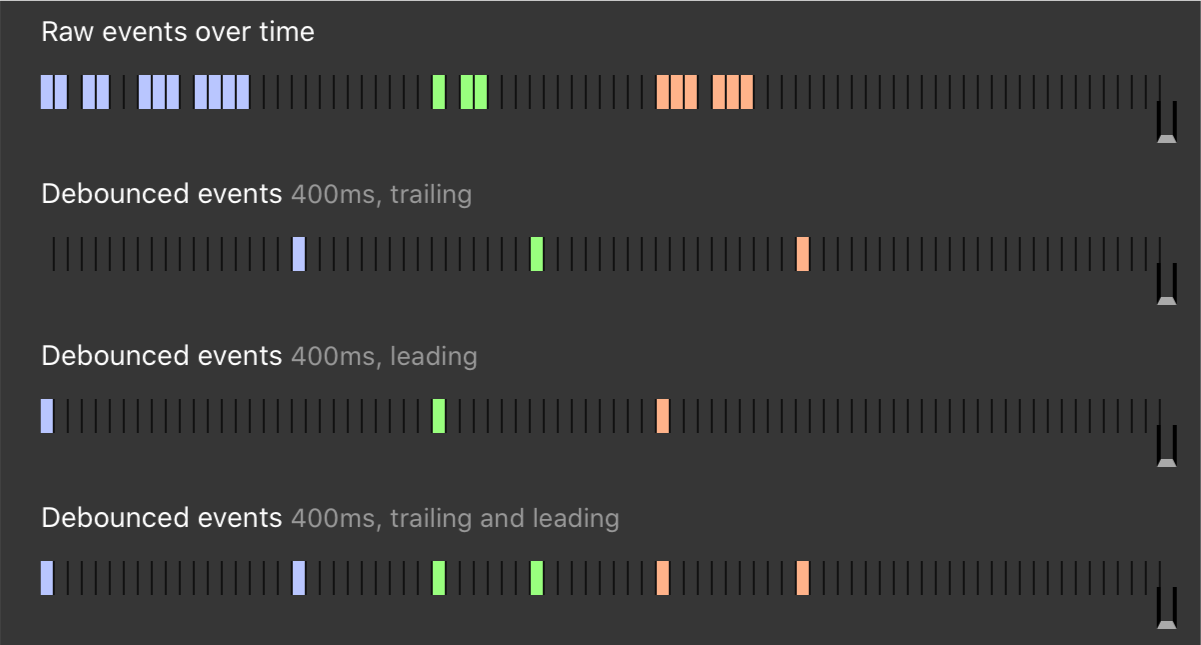 Raw events over time
Debounced events 400ms, trailing
Debounced events 400ms, leading
Debounced events 400ms, trailing and leading